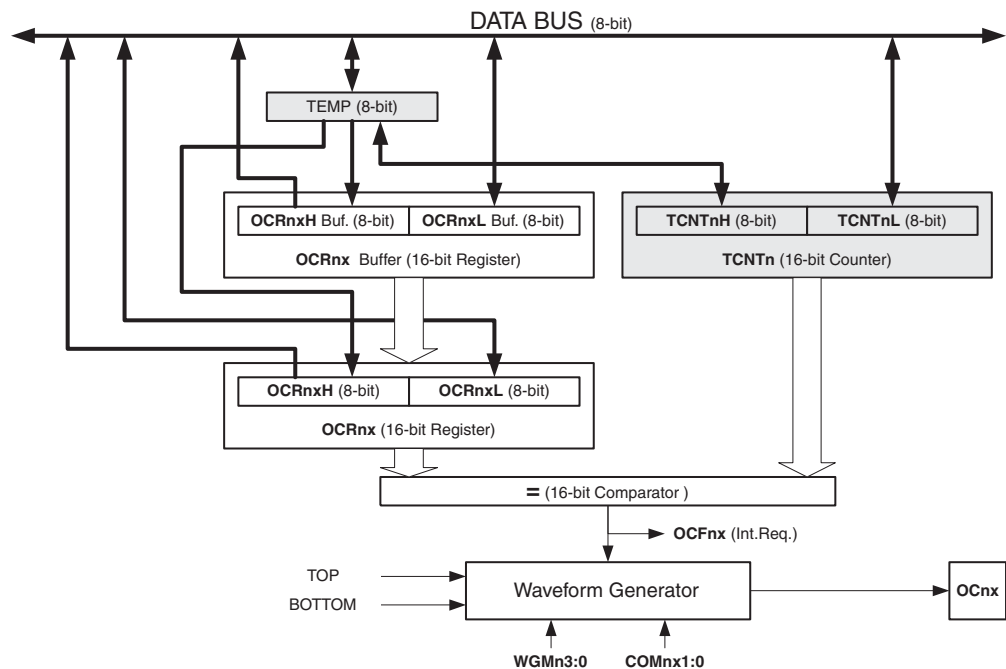 DATA BUS (8-bit)
TEMP (8-bit)
OCRnxH Buf. (8-bit) OCRnxL Buf. (8-bit)
OCRnx Buffer (16-bit Register)
TCNTnH (8-bit) TCNTnL (8-bit)
TCNTn (16-bit Counter)
OCRnxH (8-bit) OCRnxL (8-bit)
OCRnx (16-bit Register)
= (16-bit Comparator )
OCFnx (Int.Req.)
TOP
BOTTOM
Waveform Generator
OCnx
WGMn3:0 COMnx1:0